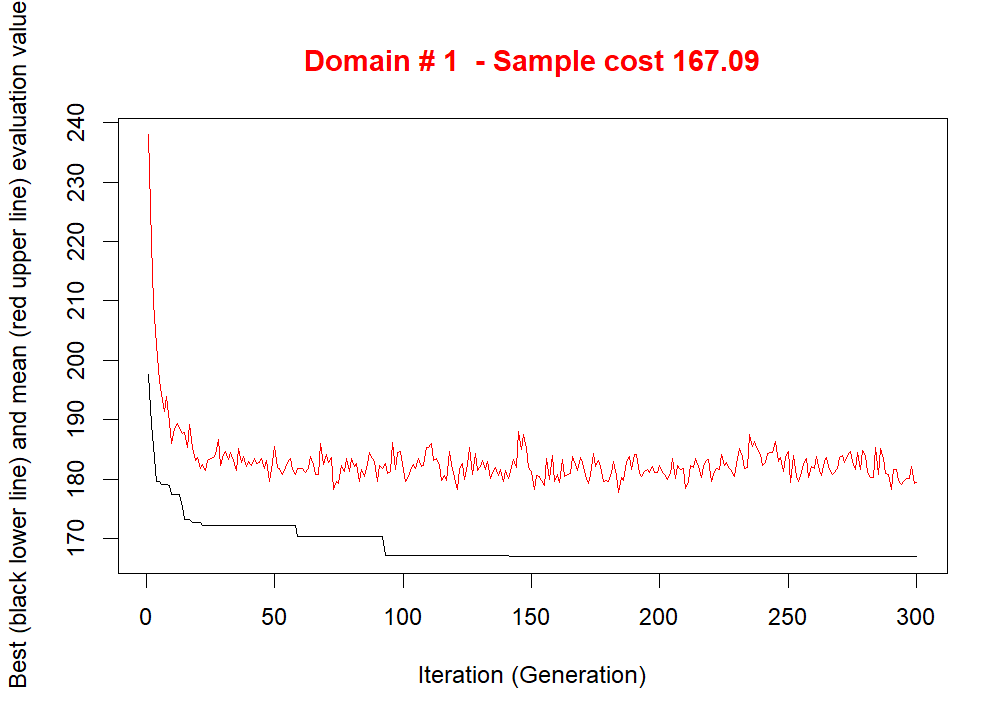 Domain # 1  - Sample cost 167.09
Best (black lower line) and mean (red upper line) evaluation value
240
230
220
210
200
190
180
170
0 50 100 150 200 250 300
Iteration (Generation)